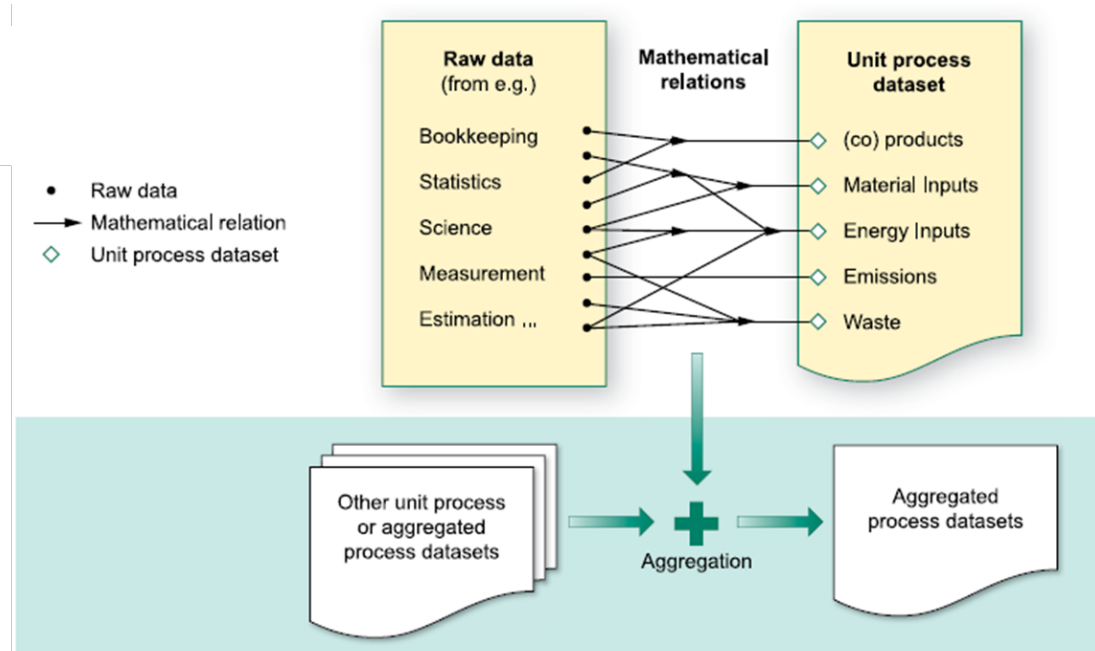 Raw data
(from e.g.)
Bookkeeping
Statistics
Science
Measurement
Estimation ...
Mathematical
relations
Unit process
dataset
(co) products
Material Inputs
Energy Inputs
Emissions
Waste
Raw data
Mathematical relation
Unit process dataset
Other unit process
or aggregated
process datasets
Aggregation
Aggregated
process datasets